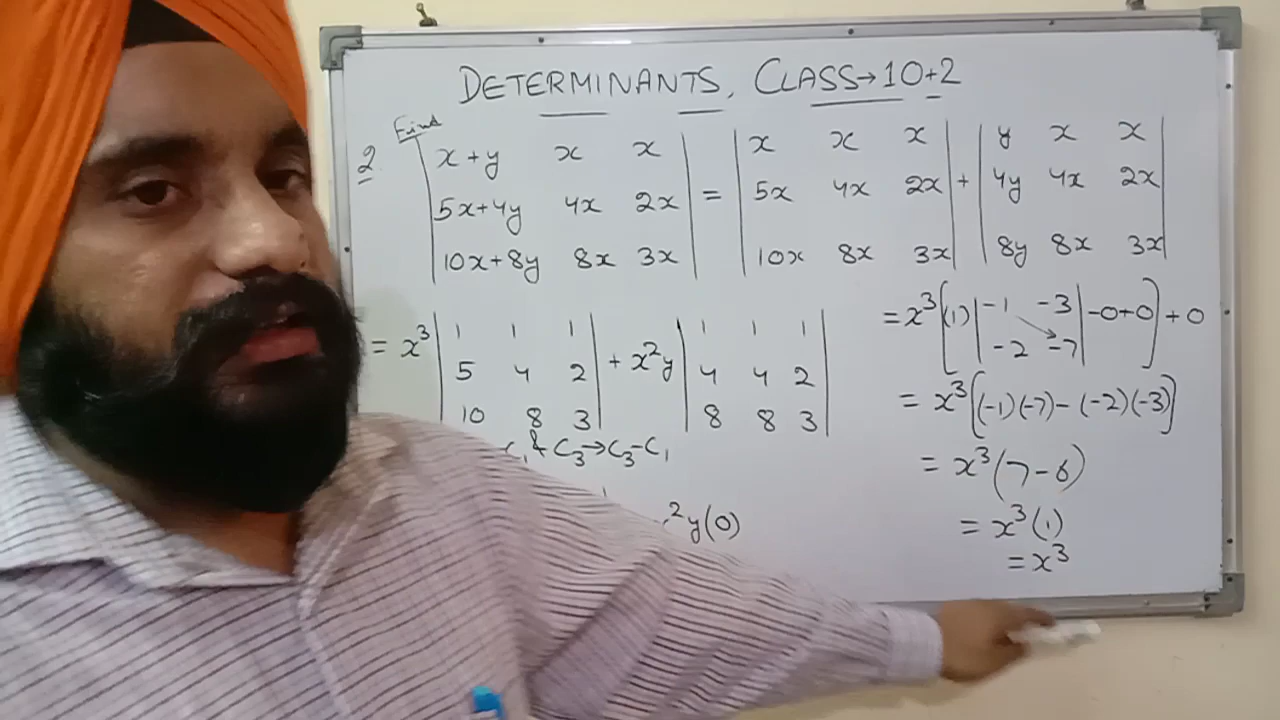 DETERMINANTS, CLASS→10+2
Find
2 | x+y x x | = | x x x | + | y x x |
| 5x+4y 4x 2x | | 5x 4x 2x | | 4y 4x 2x |
| 10x+8y 8x 3x | | 10x 8x 3x | | 8y 8x 3x |
= x³ | 1 1 1 | + x²y | 1 1 1 |
| 5 4 2 | | 4 4 2 |
| 10 8 3 | | 8 8 3 |
C₁ & C₃→C₃-C₁
²y(0)
= x³[(1) | -1 -3 | -0+0] + 0
| -2 -7 |
= x³[(-1)(-7)-(-2)(-3)]
= x³(7-6)
= x³(1)
= x³